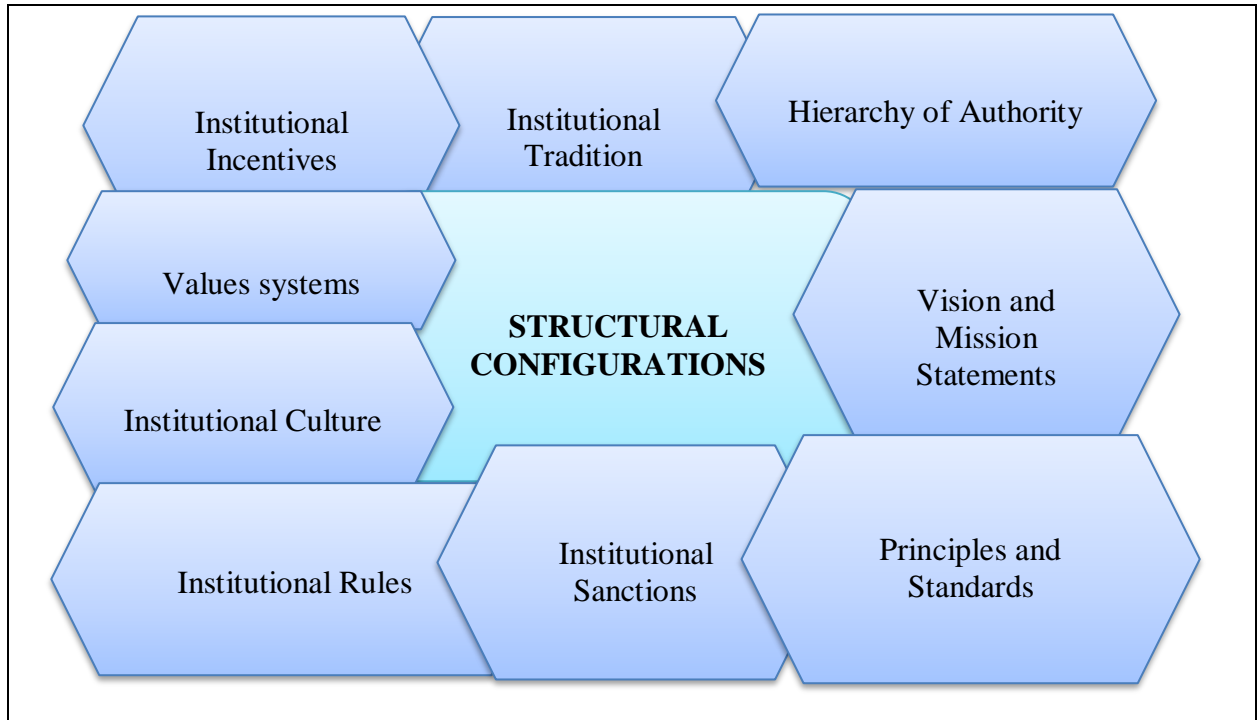 Institutional
Incentives
Institutional
Tradition
Hierarchy of Authority
Values systems
STRUCTURAL
CONFIGURATIONS
Vision and
Mission
Statements
Institutional Culture
Institutional Rules
Institutional
Sanctions
Principles and
Standards